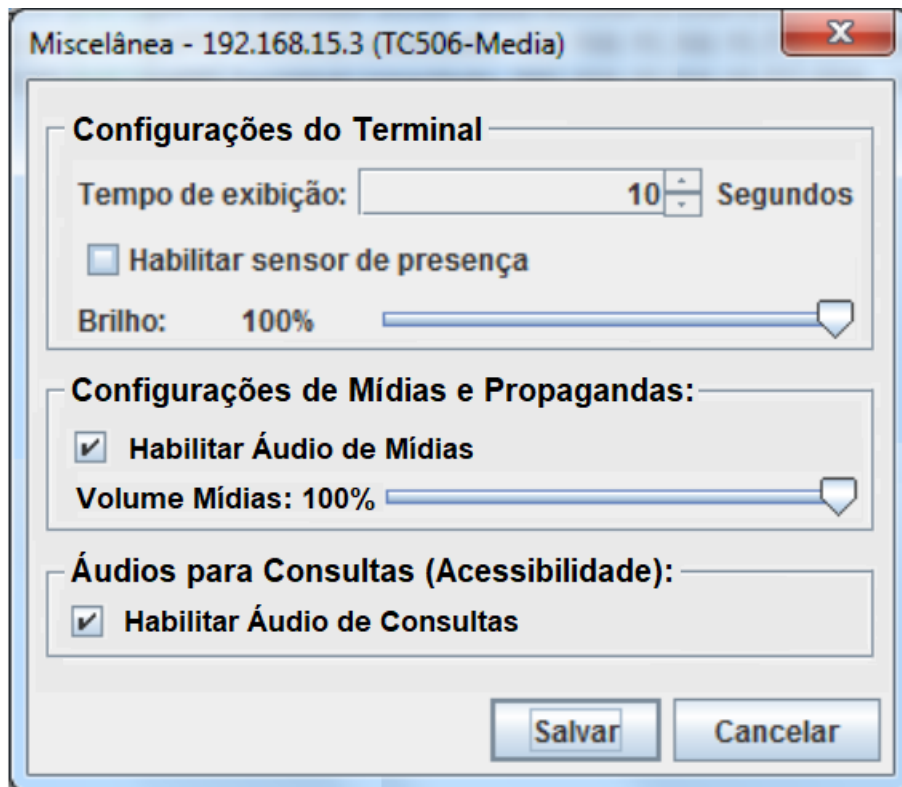 Miscelânea - 192.168.15.3 (TC506-Media)
Configurações do Terminal
Tempo de exibição: 10 Segundos
Habilitar sensor de presença
Brilho: 100%
Configurações de Mídias e Propagandas:
Habilitar Áudio de Mídias
Volume Mídias: 100%
Áudios para Consultas (Acessibilidade):
Habilitar Áudio de Consultas
Salvar Cancelar